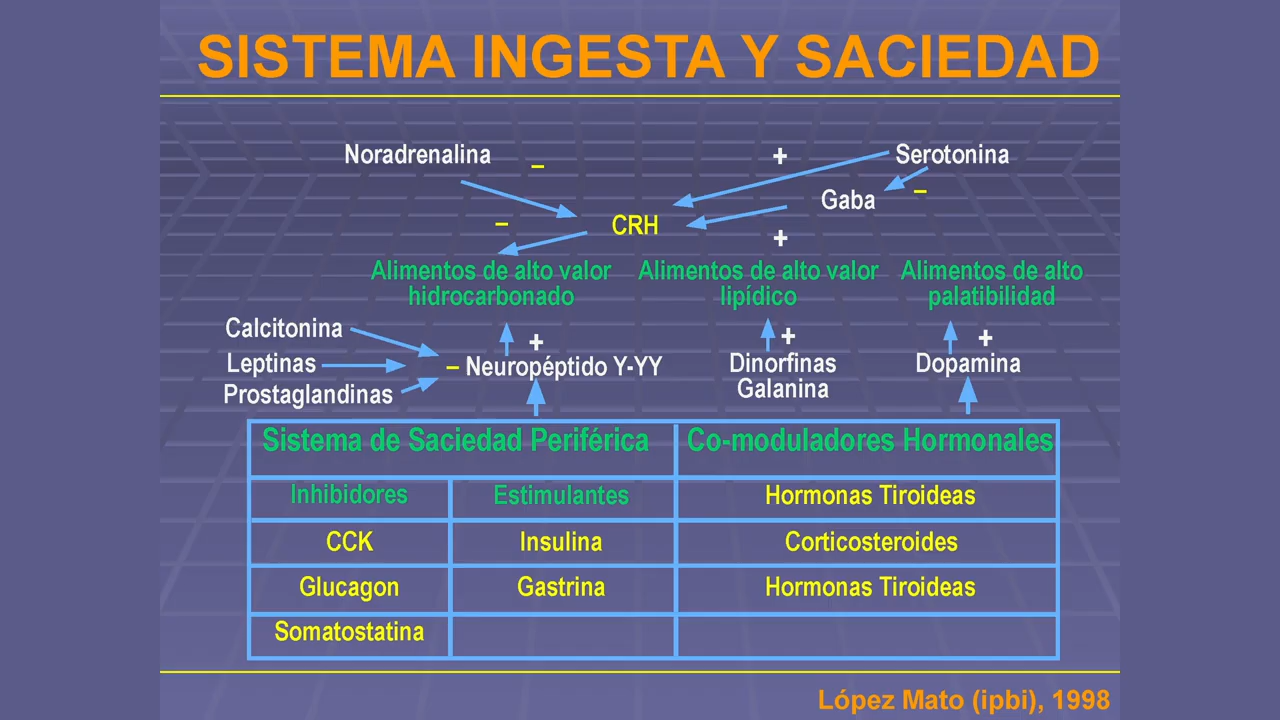 SISTEMA INGESTA Y SACIEDAD
Noradrenalina
–
+
Serotonina
Gaba
–
–
CRH
+
Alimentos de alto valor
hidrocarbonado
Alimentos de alto valor
lipídico
Alimentos de alto
palatibilidad
Calcitonina
Leptinas
Prostaglandinas
+
– Neuropéptido Y-YY
+
Dinorfinas
Galanina
+
Dopamina
Sistema de Saciedad Periférica
Co-moduladores Hormonales
Inhibidores
Estimulantes
Hormonas Tiroideas
CCK
Insulina
Corticosteroides
Glucagon
Gastrina
Hormonas Tiroideas
Somatostatina
López Mato (ipbi), 1998